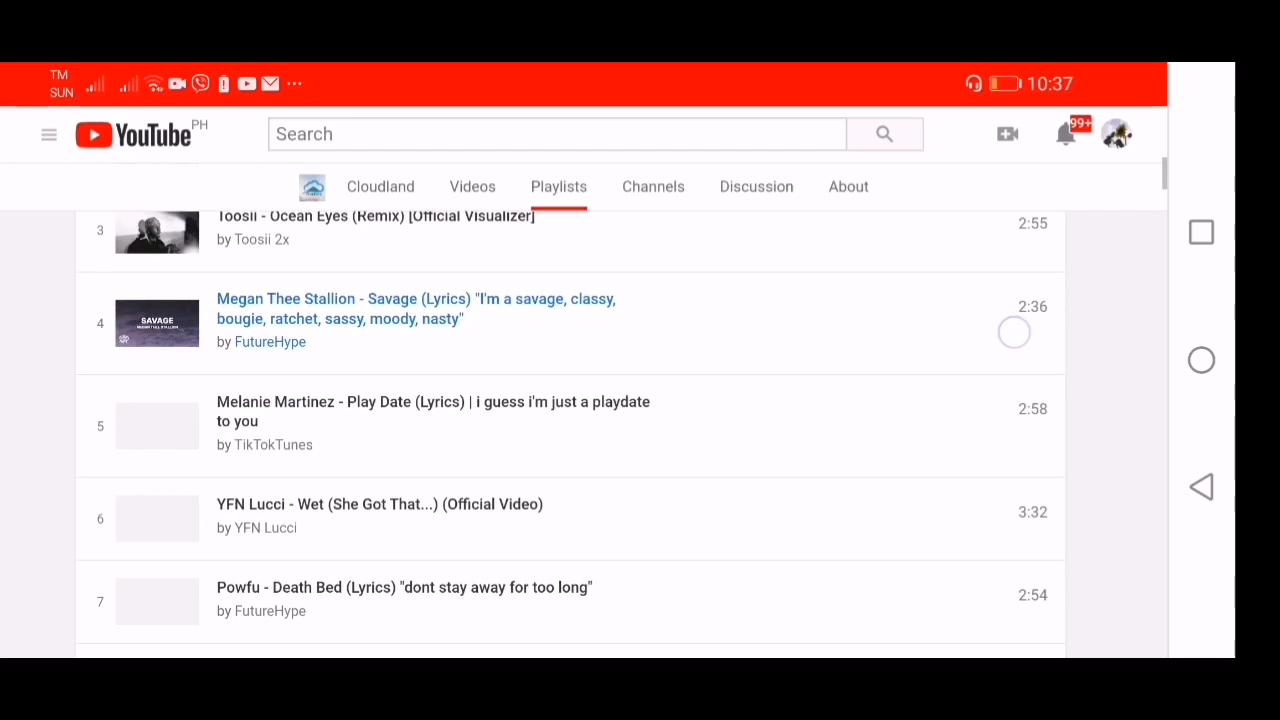 TM
SUN
10:37
YouTube PH
Search
99+
Cloudland Videos Playlists Channels Discussion About
3
Toosii - Ocean Eyes (Remix) [Official Visualizer]
by Toosii 2x
2:55
4
SAVAGE
MEGAN THEE STALLION
Megan Thee Stallion - Savage (Lyrics) "I'm a savage, classy,
bougie, ratchet, sassy, moody, nasty"
by FutureHype
2:36
5
Melanie Martinez - Play Date (Lyrics) | i guess i'm just a playdate
to you
by TikTokTunes
2:58
6
YFN Lucci - Wet (She Got That...) (Official Video)
by YFN Lucci
3:32
7
Powfu - Death Bed (Lyrics) "dont stay away for too long"
by FutureHype
2:54